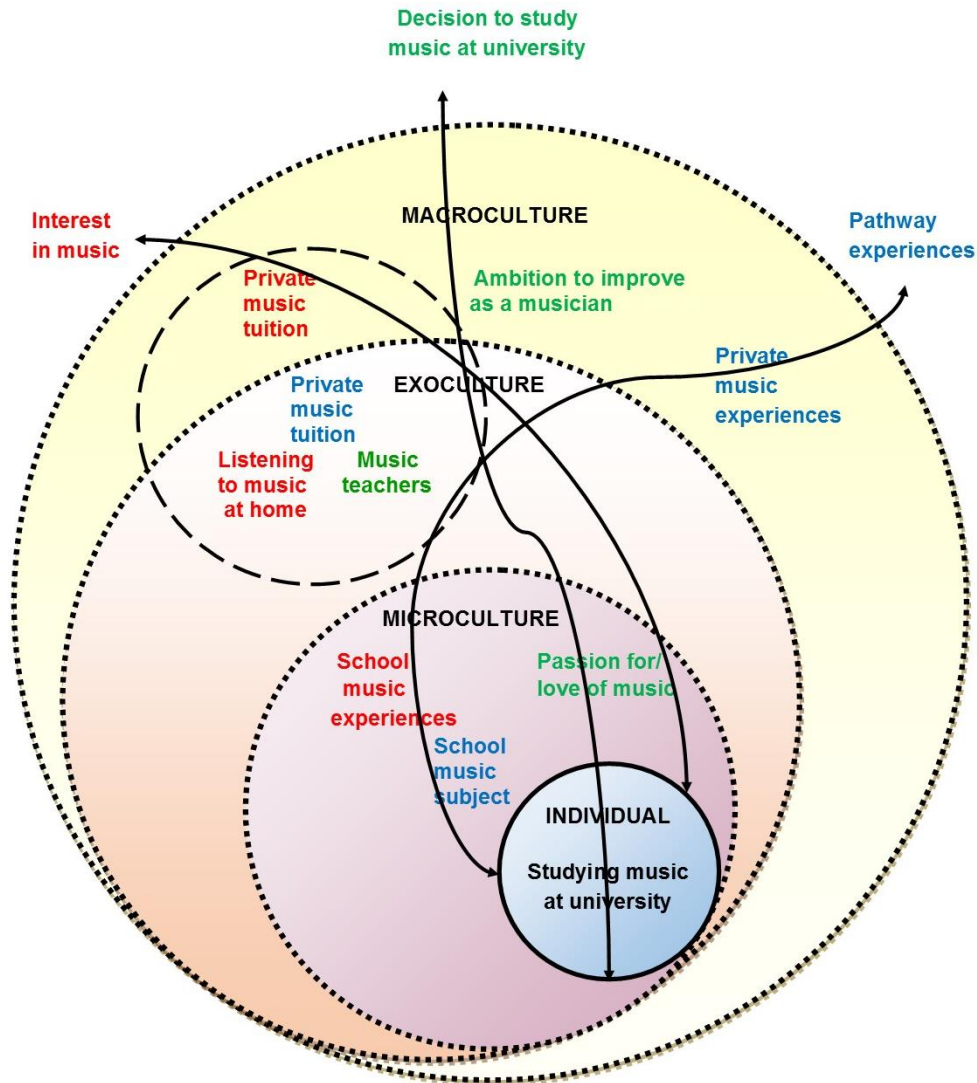 Decision to study
music at university
Interest
in music
MACROCULTURE
Pathway
experiences
Private
music
tuition
Ambition to improve
as a musician
EXOCULTURE
Private
music
tuition
Private
music
experiences
Listening
to music
at home
Music
teachers
MICROCULTURE
School
music
experiences
Passion for/
love of music
School
music
subject
INDIVIDUAL
Studying music
at university